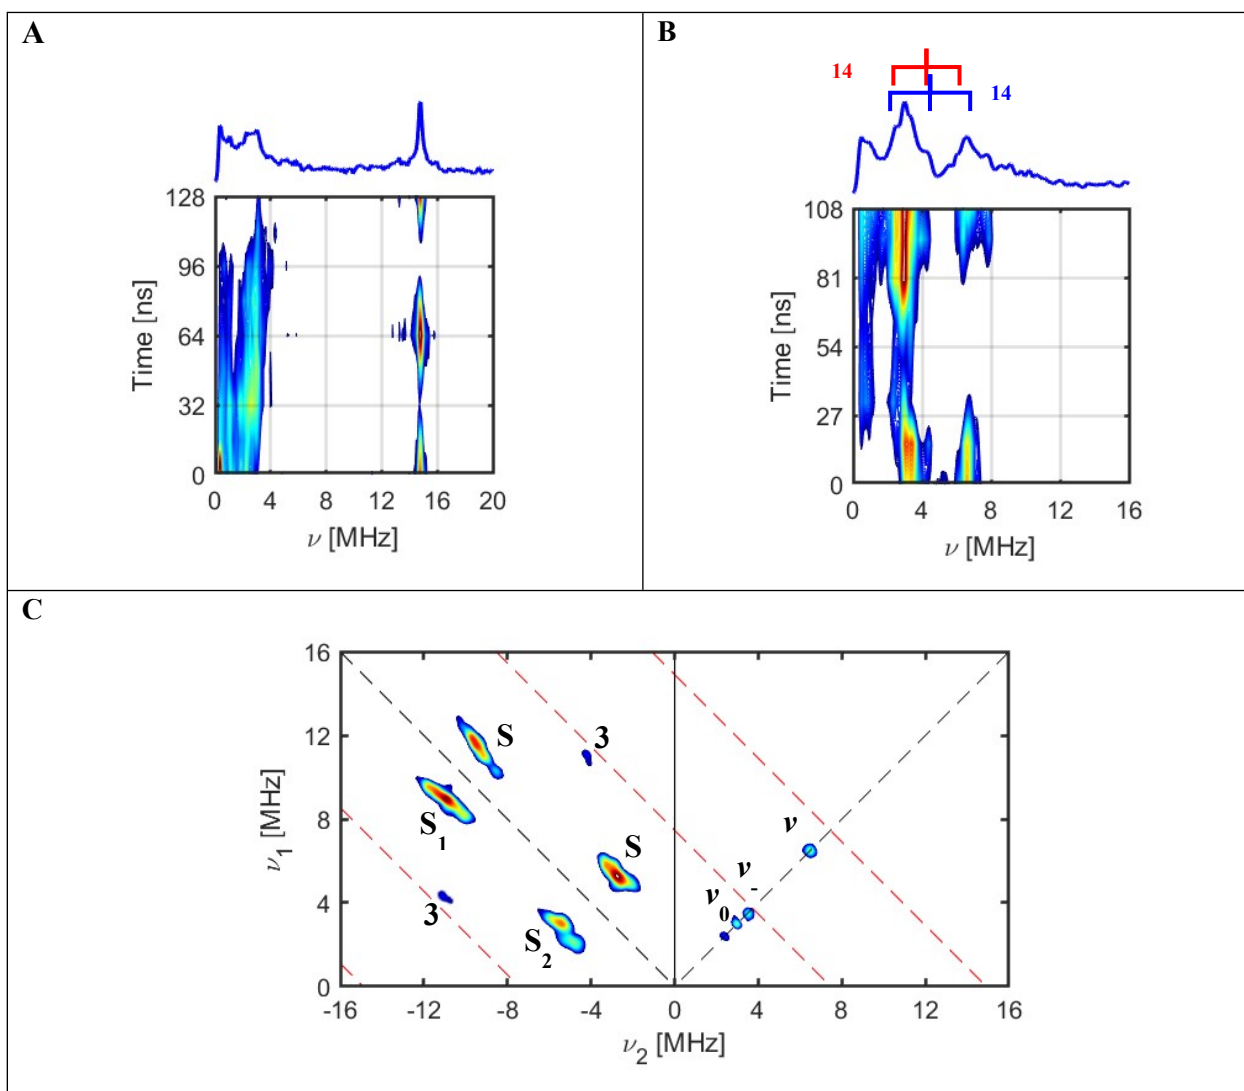 A
128
96
64
32
0
Time [ns]
0 4 8 12 16 20
ν [MHz]
B
14
14
108
81
54
27
0
Time [ns]
0 4 8 12 16
ν [MHz]
C
16
12
8
4
0
ν1 [MHz]
S
3
S1
S
3
S2
ν
ν-
ν0
-16 -12 -8 -4 0 4 8 12 16
ν2 [MHz]